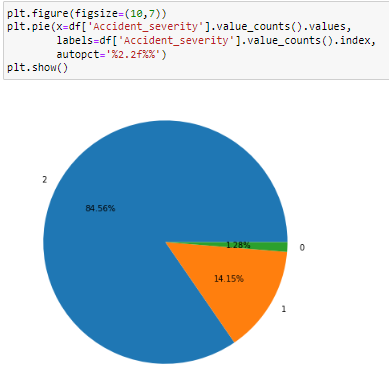 plt.figure(figsize=(10,7))
plt.pie(x=df['Accident_severity'].value_counts().values,
        labels=df['Accident_severity'].value_counts().index,
        autopct='%2.2f%%')
plt.show()
2
84.56%
1.28%
0
14.15%
1